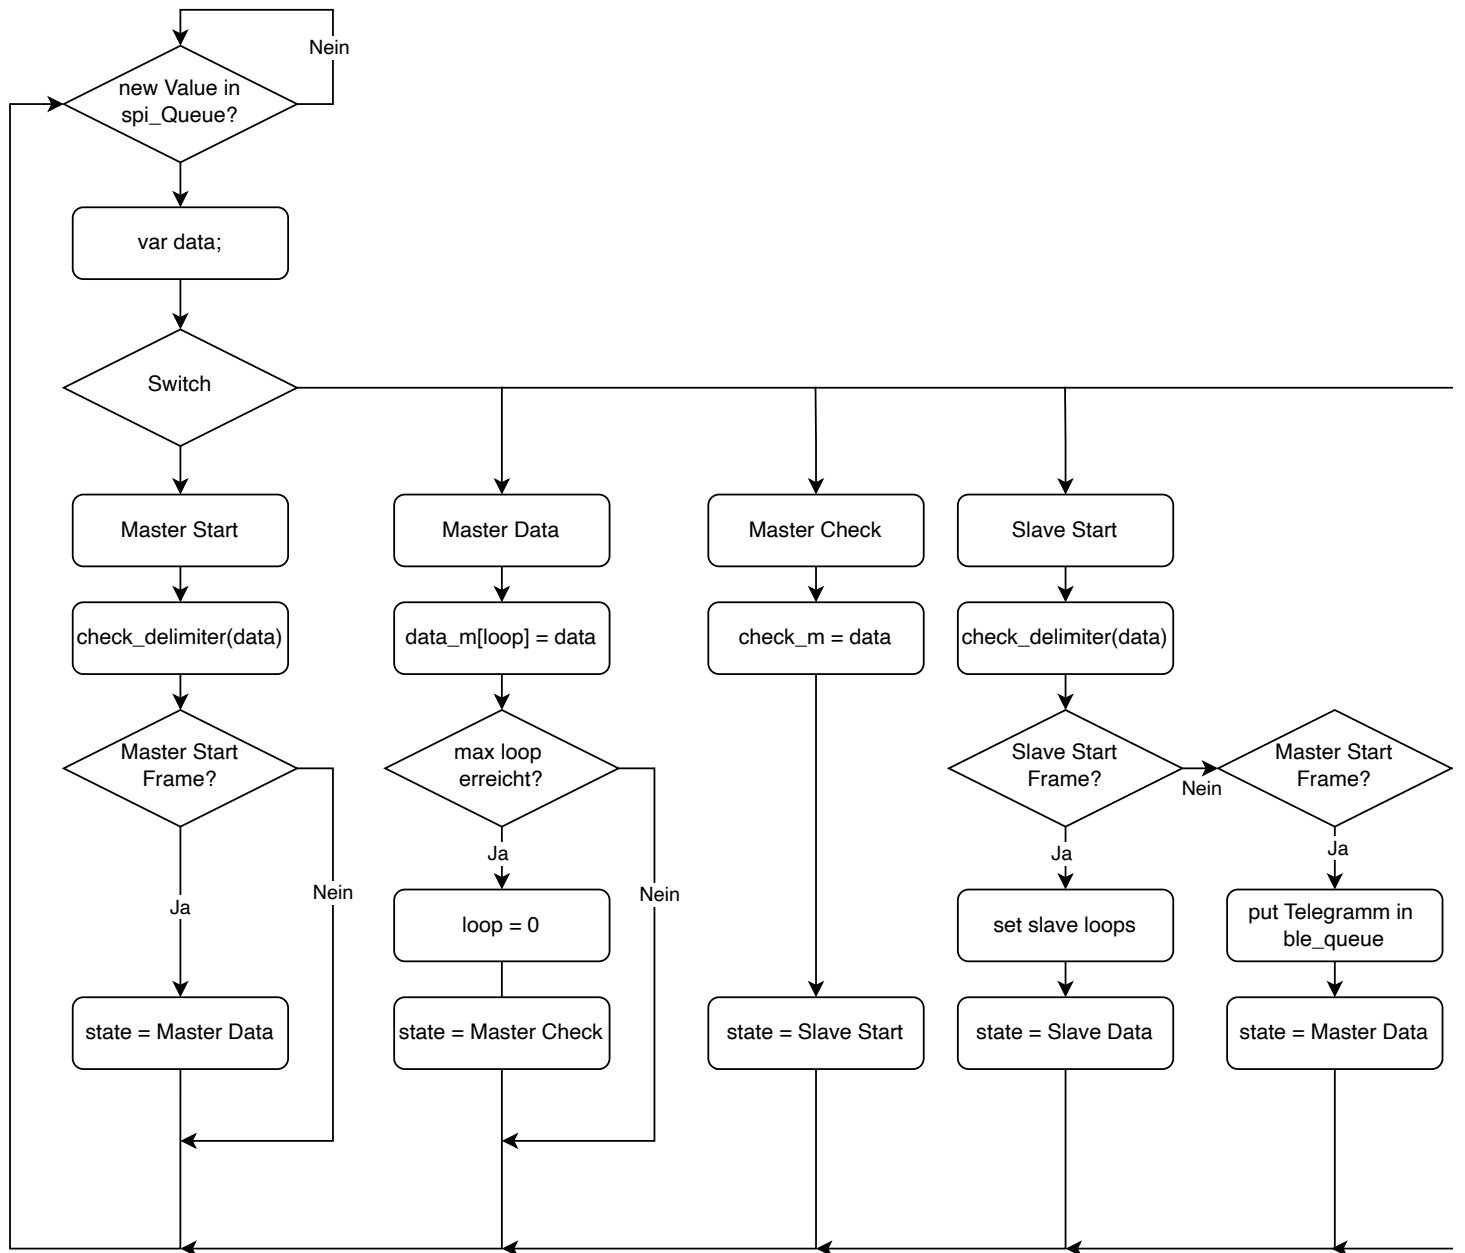 Nein
new Value in
spi_Queue?
var data;
Switch
Master Start
Master Data
Master Check
Slave Start
check_delimiter(data)
data_m[loop] = data
check_m = data
check_delimiter(data)
Master Start
Frame?
max loop
erreicht?
Slave Start
Frame?
Nein
Master Start
Frame?
Ja
Nein
Ja
Nein
Ja
Ja
loop = 0
set slave loops
put Telegramm in
ble_queue
state = Master Data
state = Master Check
state = Slave Start
state = Slave Data
state = Master Data